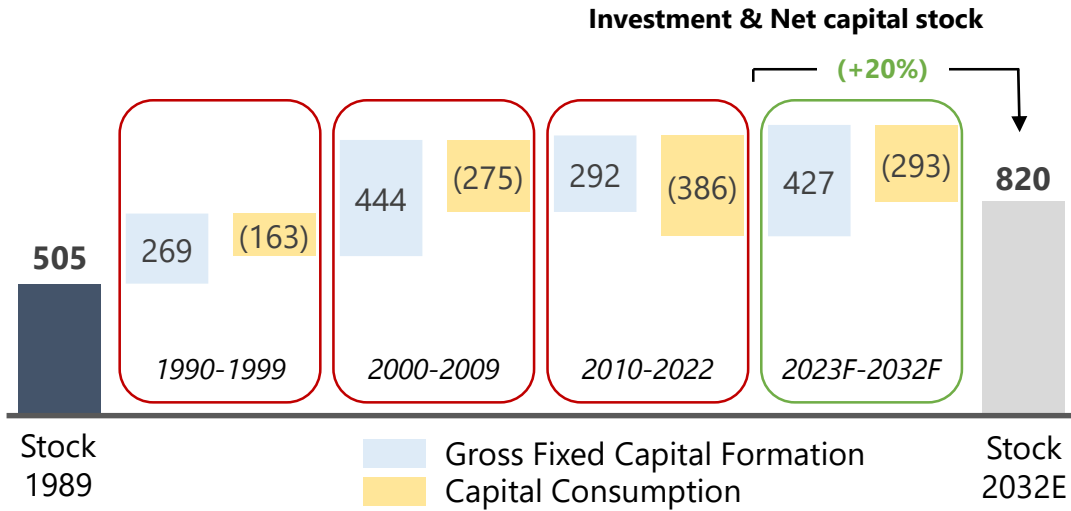 Investment & Net capital stock
(+20%)
505
269
(163)
444
(275)
292
(386)
427
(293)
820
1990-1999
2000-2009
2010-2022
2023F-2032F
Stock
1989
Gross Fixed Capital Formation
Capital Consumption
Stock
2032E